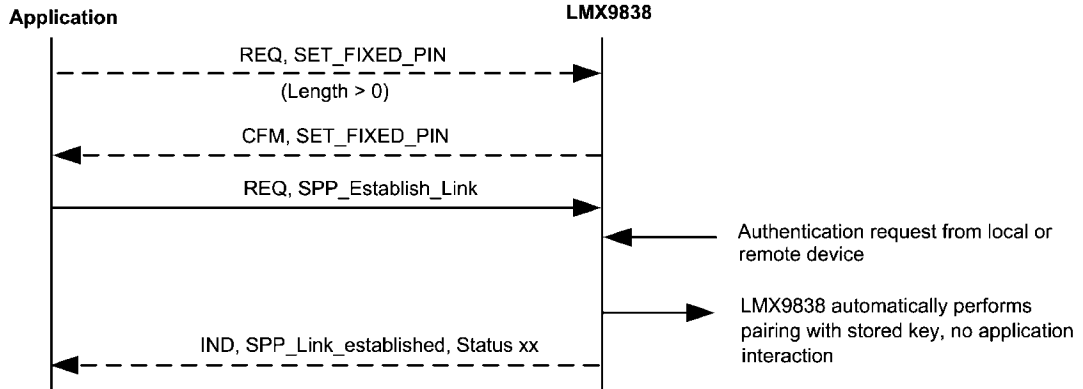 Application
LMX9838
REQ, SET_FIXED_PIN
(Length > 0)
CFM, SET_FIXED_PIN
REQ, SPP_Establish_Link
Authentication request from local or
remote device
LMX9838 automatically performs
pairing with stored key, no application
interaction
IND, SPP_Link_established, Status xx